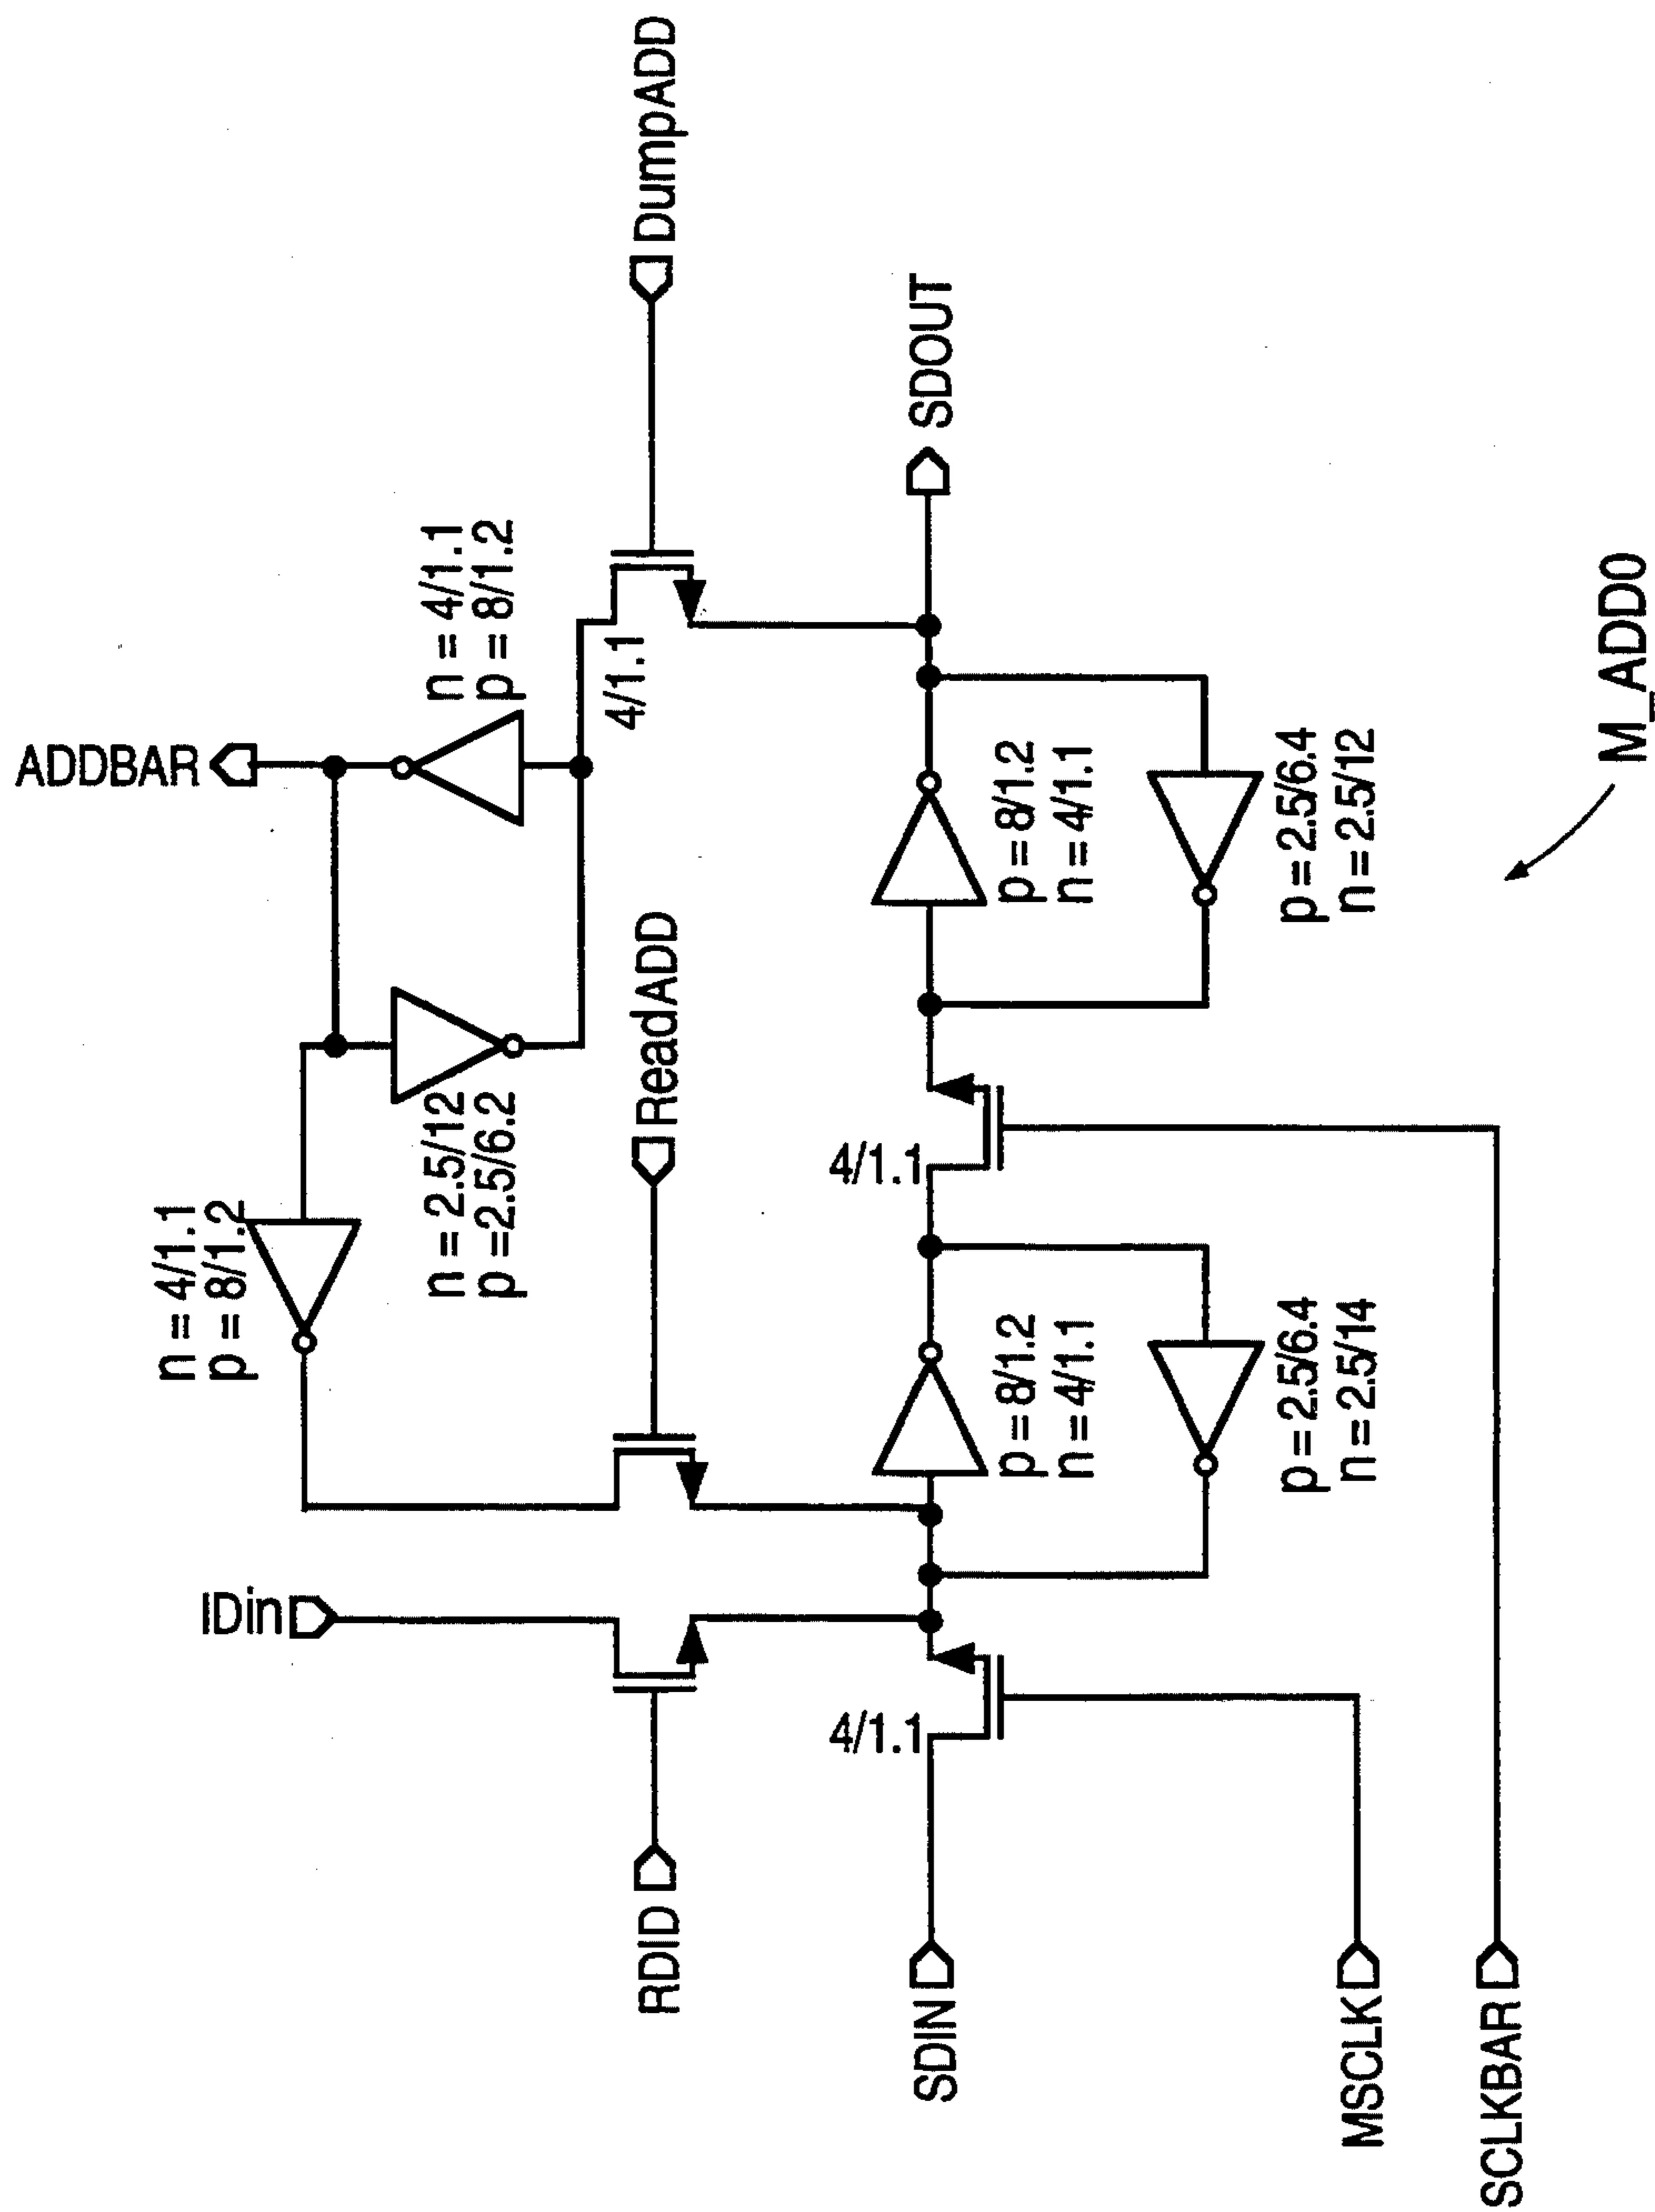 ADDBAR
n = 4/1.1
p = 8/1.2
DumpADD
4/1.1
n = 4/1.1
p = 8/1.2
n = 2.5/12
p = 2.5/6.2
ReadADD
IDin
RDID
SDOUT
4/1.1
4/1.1
p = 8/1.2
n = 4/1.1
p = 8/1.2
n = 4/1.1
SDIN
p = 2.5/6.4
n = 2.5/14
p = 2.5/6.4
n = 2.5/12
MSCLK
SCLKBAR
M_ADD0